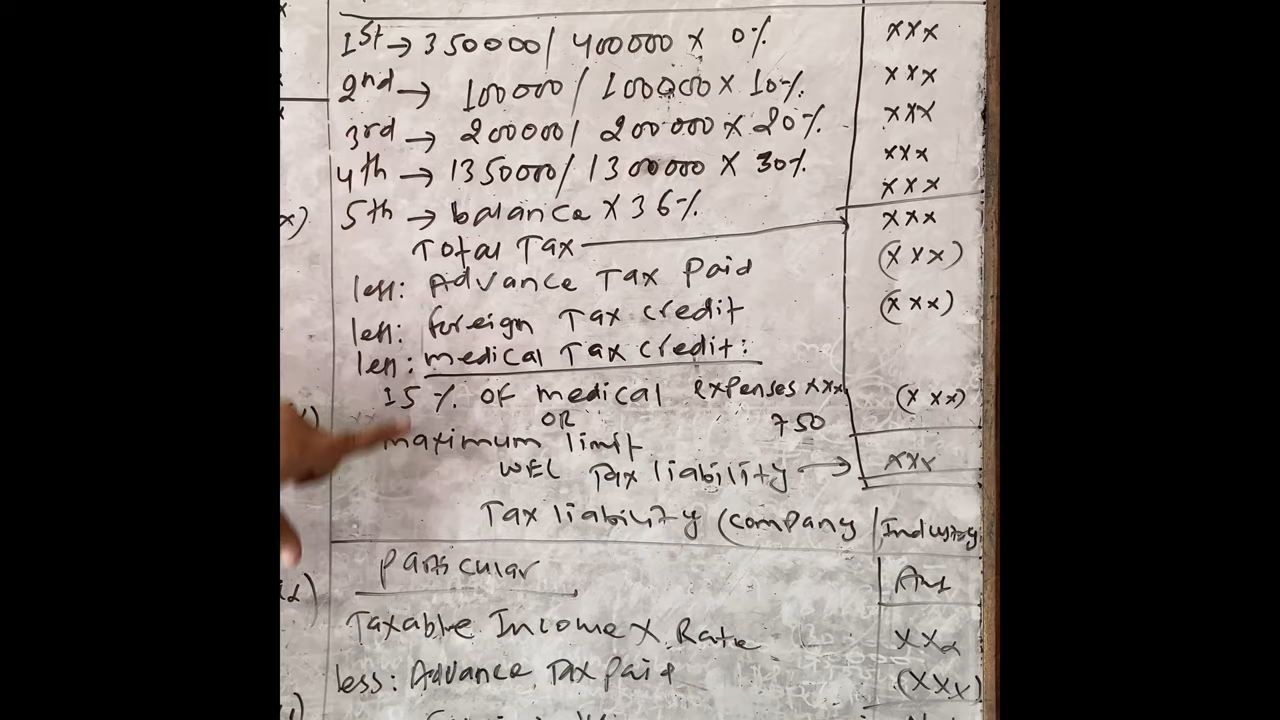 1st → 350000/ 400000 x 0% xxx
2nd → 100000/ 100000 x 10% xxx
3rd → 200000/ 200000 x 20% xxx
4th → 1350000/ 1300000 x 30% xxx
5th → balance x 36% xxx
Total Tax xxx
less: Advance Tax Paid (xxx)
less: foreign Tax credit (xxx)
less: medical Tax credit:
15% of medical expenses xxx (xxx)
OR 750
maximum limit
WEL Tax liability → xxx
Tax liability (company/Industry
Particular Ans
Taxable Income x Rate xxx
less: Advance Tax Paid (xxx)